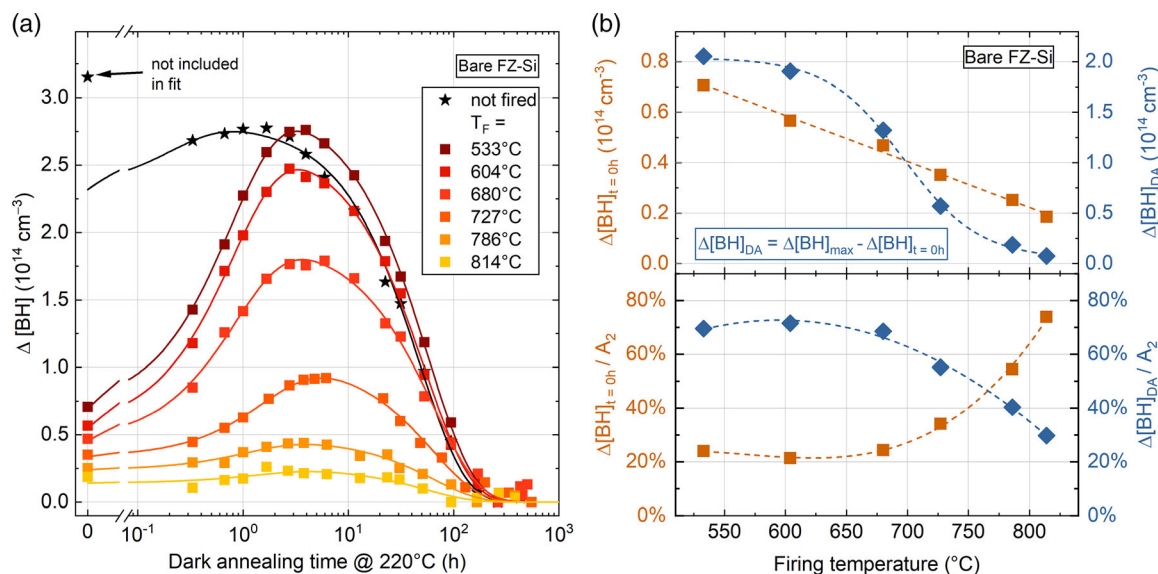 (a)
not included
in fit
Bare FZ-Si
not fired
T_F =
533°C
604°C
680°C
727°C
786°C
814°C
3.0
2.5
2.0
1.5
1.0
0.5
0.0
Δ [BH] (10^14 cm^-3)
0
10^-1
10^0
10^1
10^2
10^3
Dark annealing time @ 220°C (h)
(b)
Bare FZ-Si
0.8
0.6
0.4
0.2
0.0
Δ[BH]_t = 0h (10^14 cm^-3)
2.0
1.5
1.0
0.5
0.0
Δ[BH]_DA (10^14 cm^-3)
Δ[BH]_DA = Δ[BH]_max - Δ[BH]_t = 0h
80%
60%
40%
20%
0%
Δ[BH]_t = 0h / A_2
80%
60%
40%
20%
0%
Δ[BH]_DA / A_2
550
600
650
700
750
800
Firing temperature (°C)